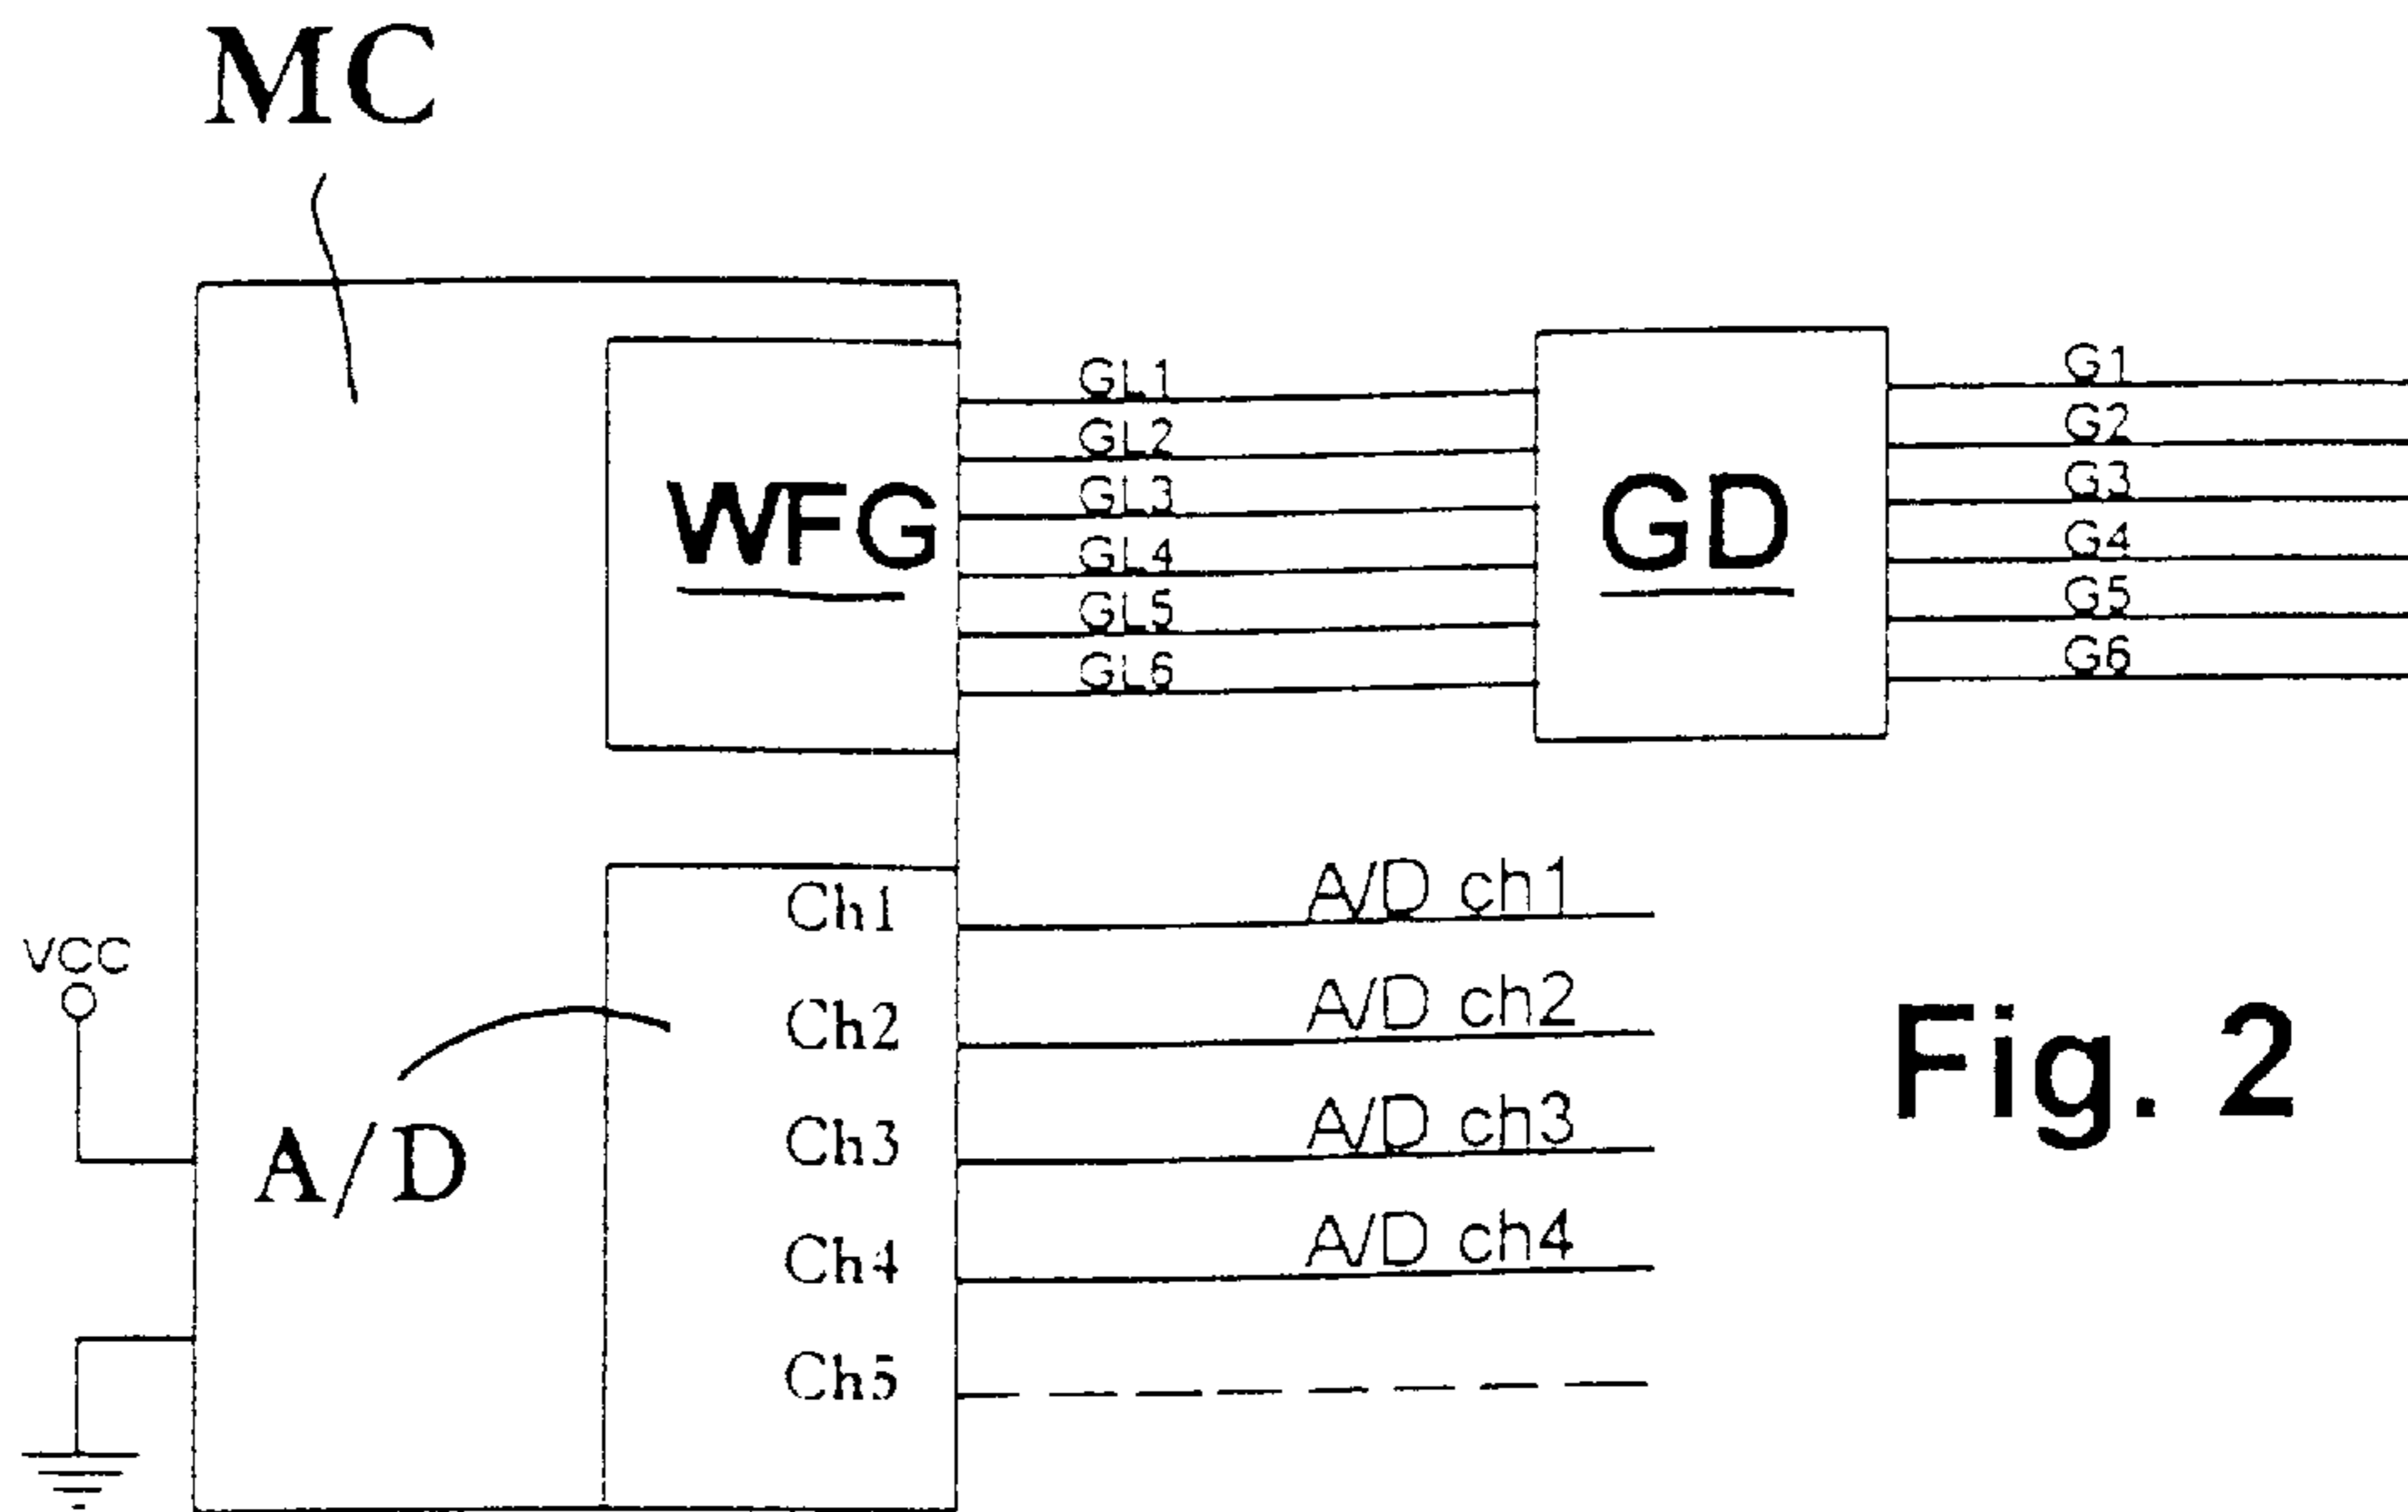 MC
WFG
GL1
GL2
GL3
GL4
GL5
GL6
GD
G1
G2
G3
G4
G5
G6
VCC
A/D
Ch1
Ch2
Ch3
Ch4
Ch5
A/D ch1
A/D ch2
A/D ch3
A/D ch4
Fig. 2